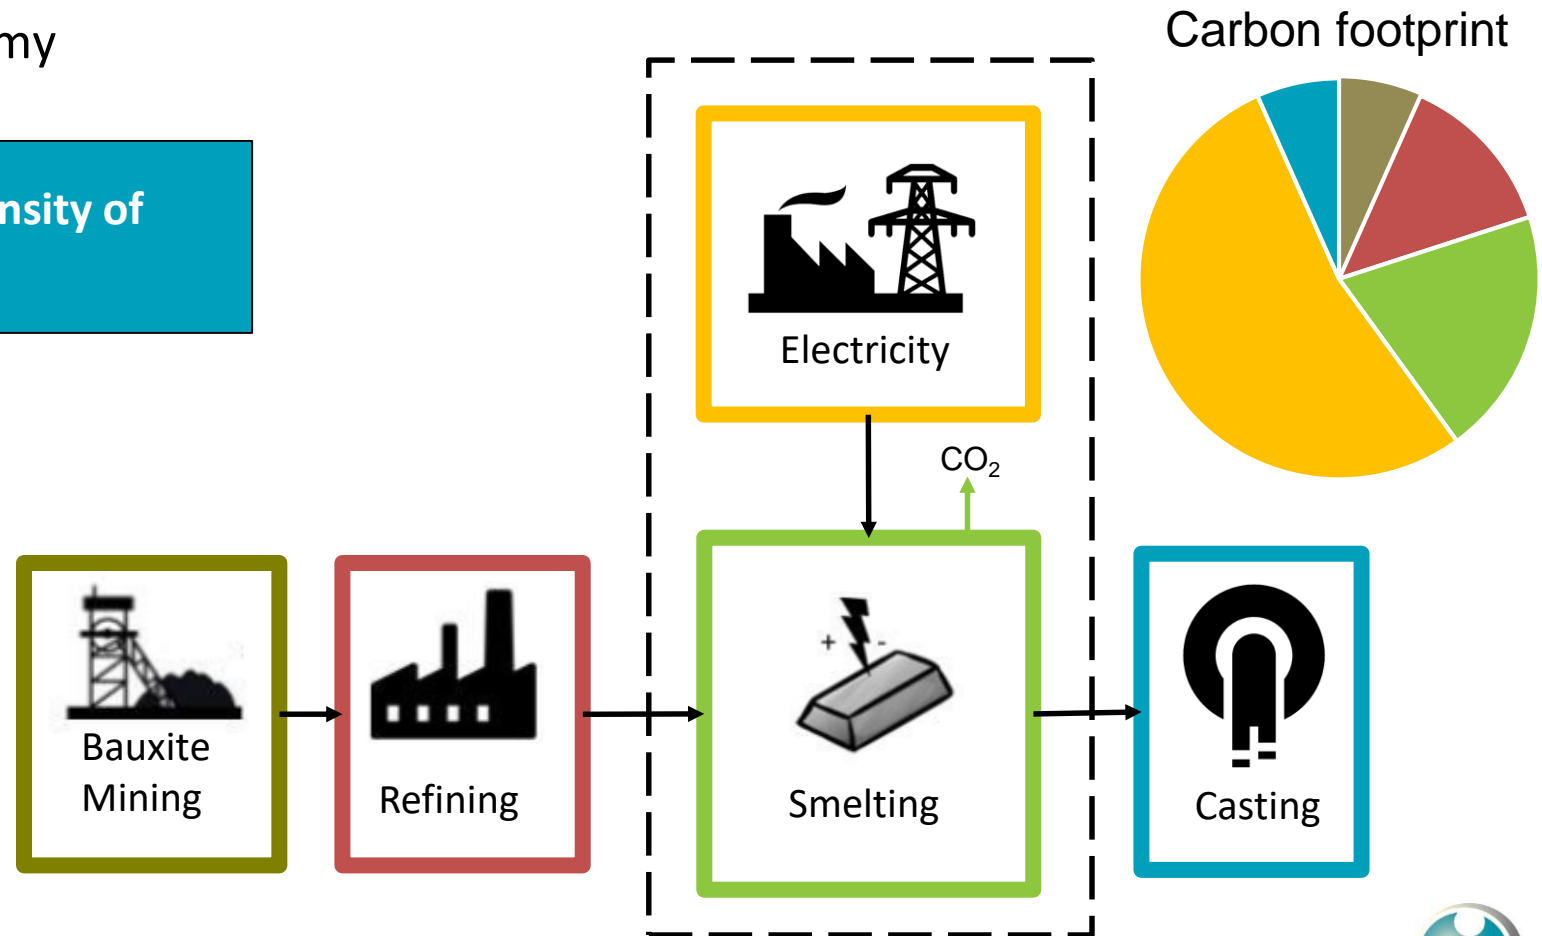 my
Carbon footprint
nsity of
Electricity
CO₂
+ -
Bauxite
Mining
Refining
Smelting
Casting